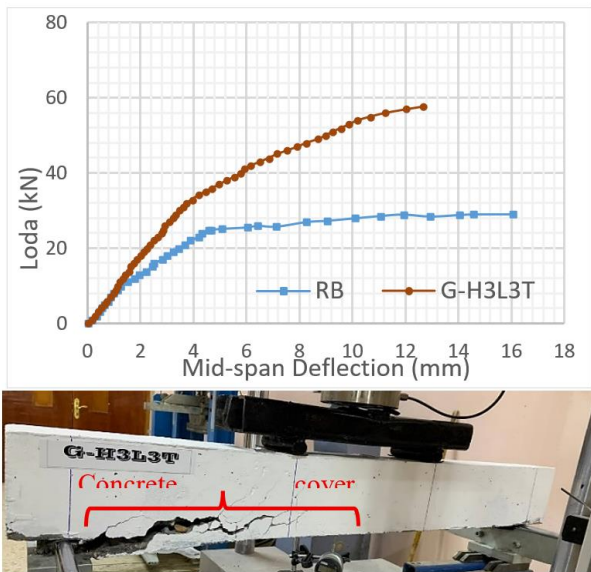 80
60
40
20
0
Loda (kN)
RB
G-H3L3T
0 2 4 6 8 10 12 14 16 18
Mid-span Deflection (mm)
G-H3L3T
Concrete cover